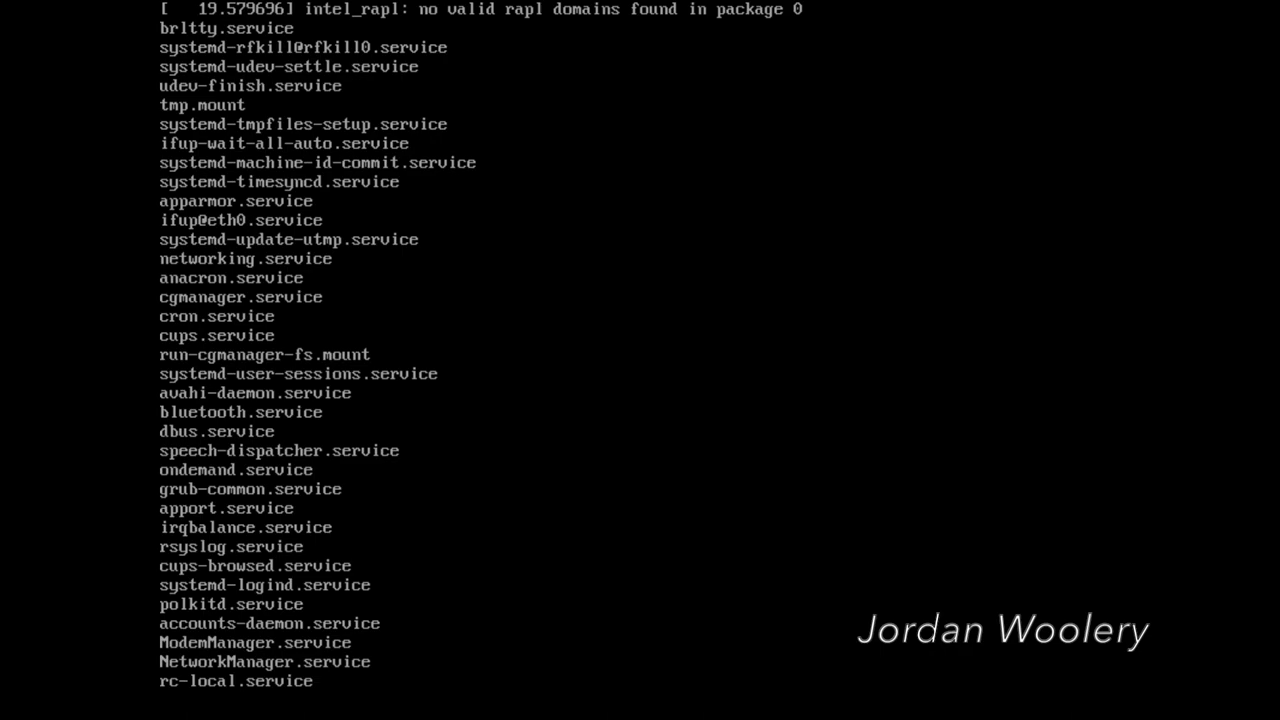 [   19.579696] intel_rapl: no valid rapl domains found in package 0
brltty.service
systemd-rfkill@rfkill0.service
systemd-udev-settle.service
udev-finish.service
tmp.mount
systemd-tmpfiles-setup.service
ifup-wait-all-auto.service
systemd-machine-id-commit.service
systemd-timesyncd.service
apparmor.service
ifup@eth0.service
systemd-update-utmp.service
networking.service
anacron.service
cgmanager.service
cron.service
cups.service
run-cgmanager-fs.mount
systemd-user-sessions.service
avahi-daemon.service
bluetooth.service
dbus.service
speech-dispatcher.service
ondemand.service
grub-common.service
apport.service
irqbalance.service
rsyslog.service
cups-browsed.service
systemd-logind.service
polkitd.service
accounts-daemon.service
ModemManager.service
NetworkManager.service
rc-local.service
Jordan Woolery